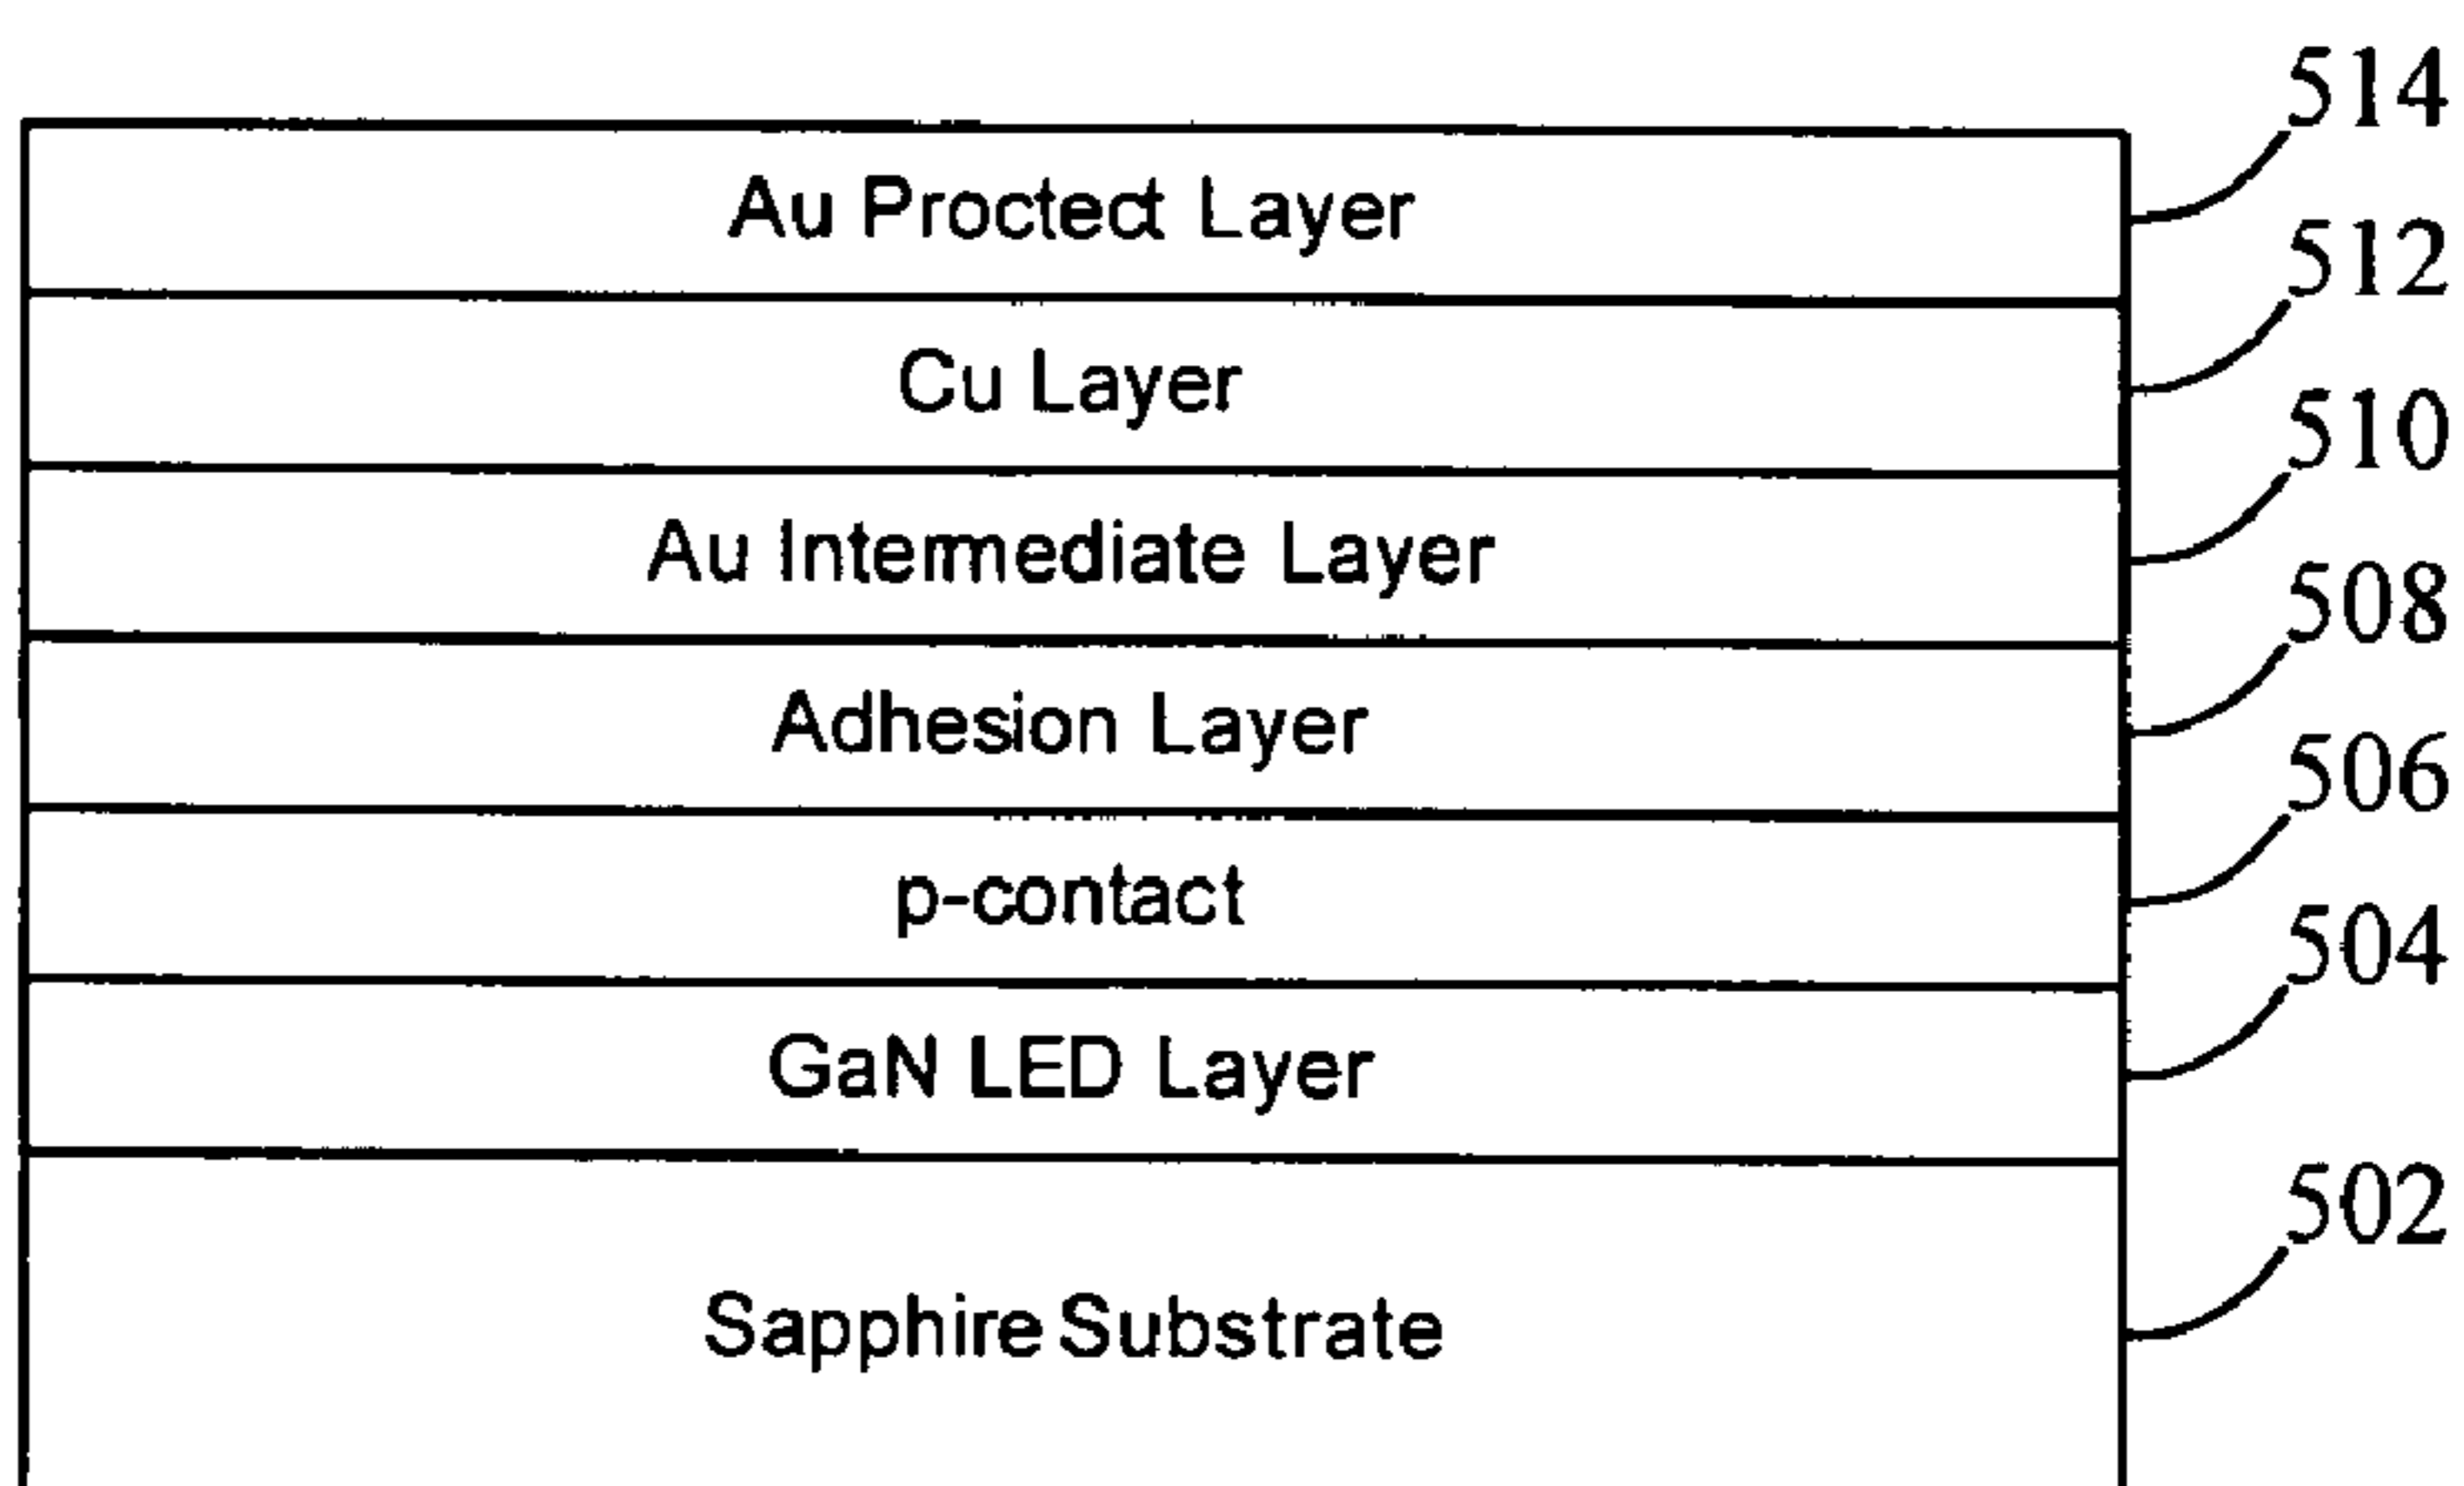 514
Au Proctect Layer
512
Cu Layer
510
Au Intermediate Layer
508
Adhesion Layer
506
p-contact
504
GaN LED Layer
502
Sapphire Substrate